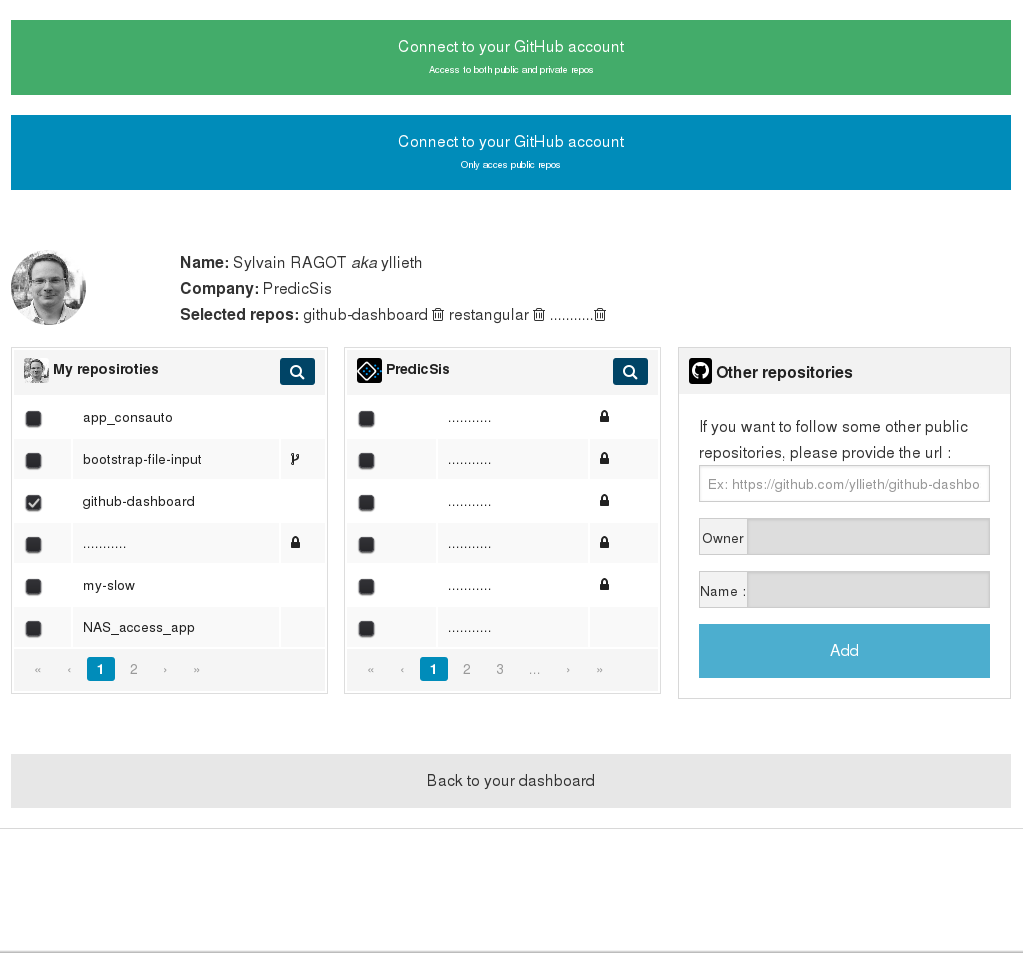 Connect to your GitHub account
Access to both public and private repos
Connect to your GitHub account
Only acces public repos
Name: Sylvain RAGOT aka yllieth
Company: PredicSis
Selected repos: github-dashboard restangular ...........
My reposiroties
app_consauto
bootstrap-file-input
github-dashboard
...........
my-slow
NAS_access_app
« ‹ 1 2 › »
PredicSis
...........
...........
...........
...........
...........
...........
« ‹ 1 2 3 ... › »
Other repositories
If you want to follow some other public
repositories, please provide the url :
Ex: https://github.com/yllieth/github-dashbo
Owner
Name :
Add
Back to your dashboard